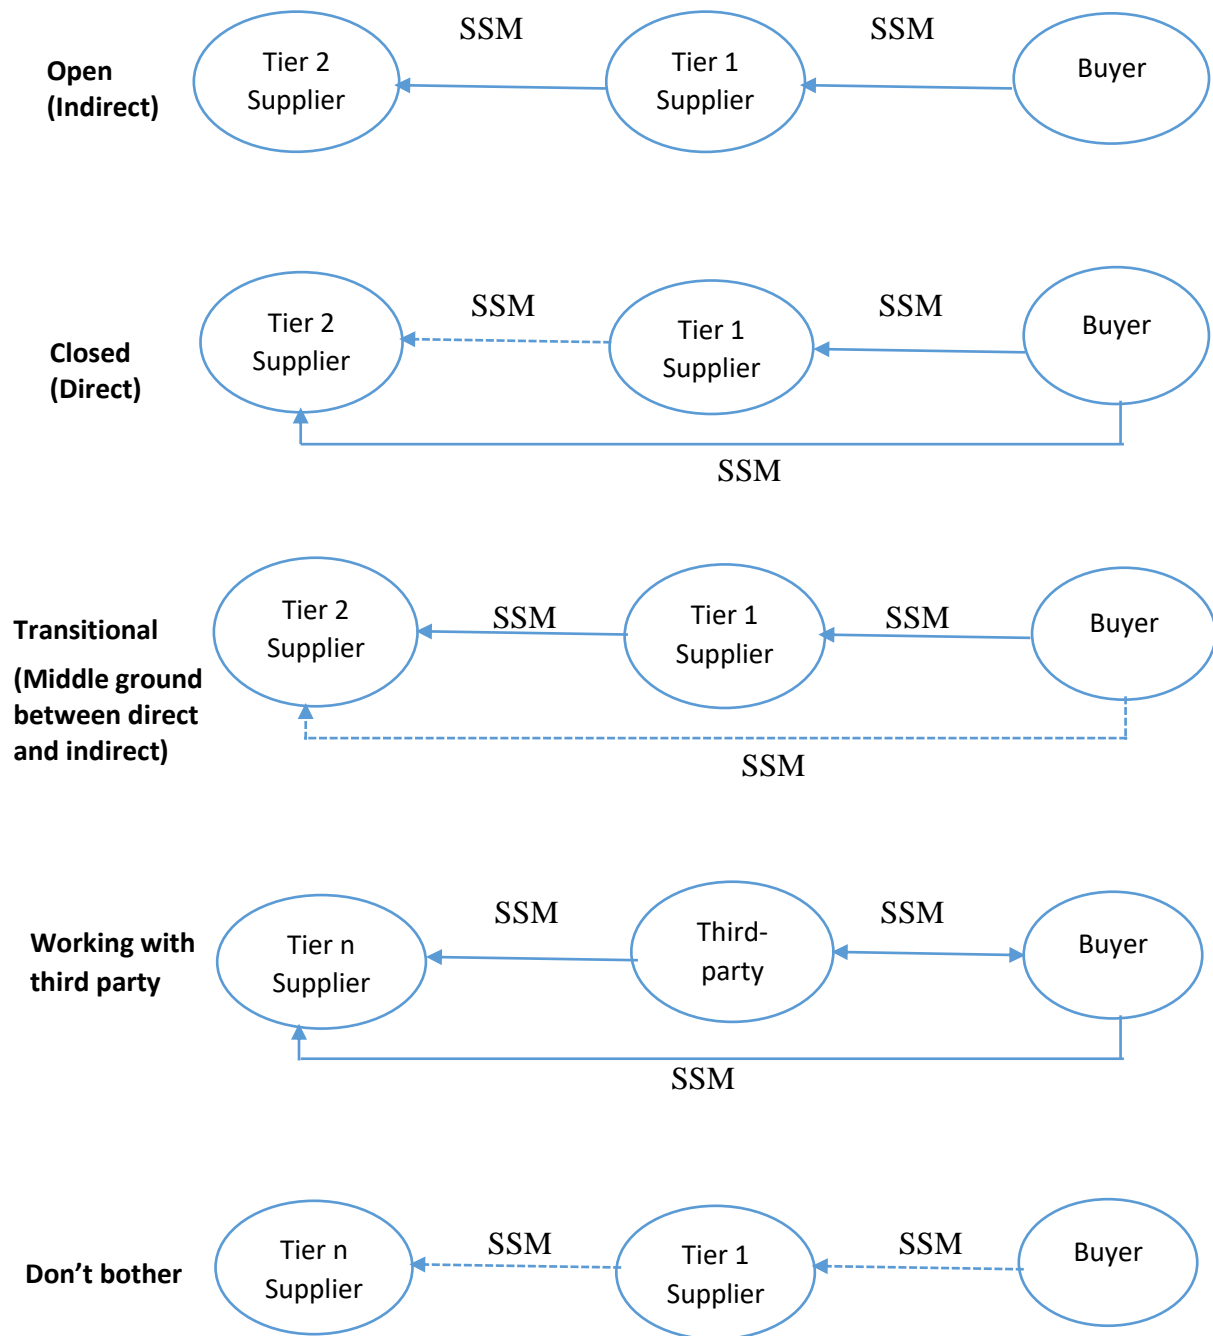 SSM
SSM
Open
(Indirect)
Tier 2
Supplier
Tier 1
Supplier
Buyer
SSM
SSM
Closed
(Direct)
Tier 2
Supplier
Tier 1
Supplier
Buyer
SSM
Transitional
(Middle ground
between direct
and indirect)
Tier 2
Supplier
SSM
Tier 1
Supplier
SSM
Buyer
SSM
Working with
third party
Tier n
Supplier
SSM
Third-
party
SSM
Buyer
SSM
Don’t bother
Tier n
Supplier
SSM
Tier 1
Supplier
SSM
Buyer